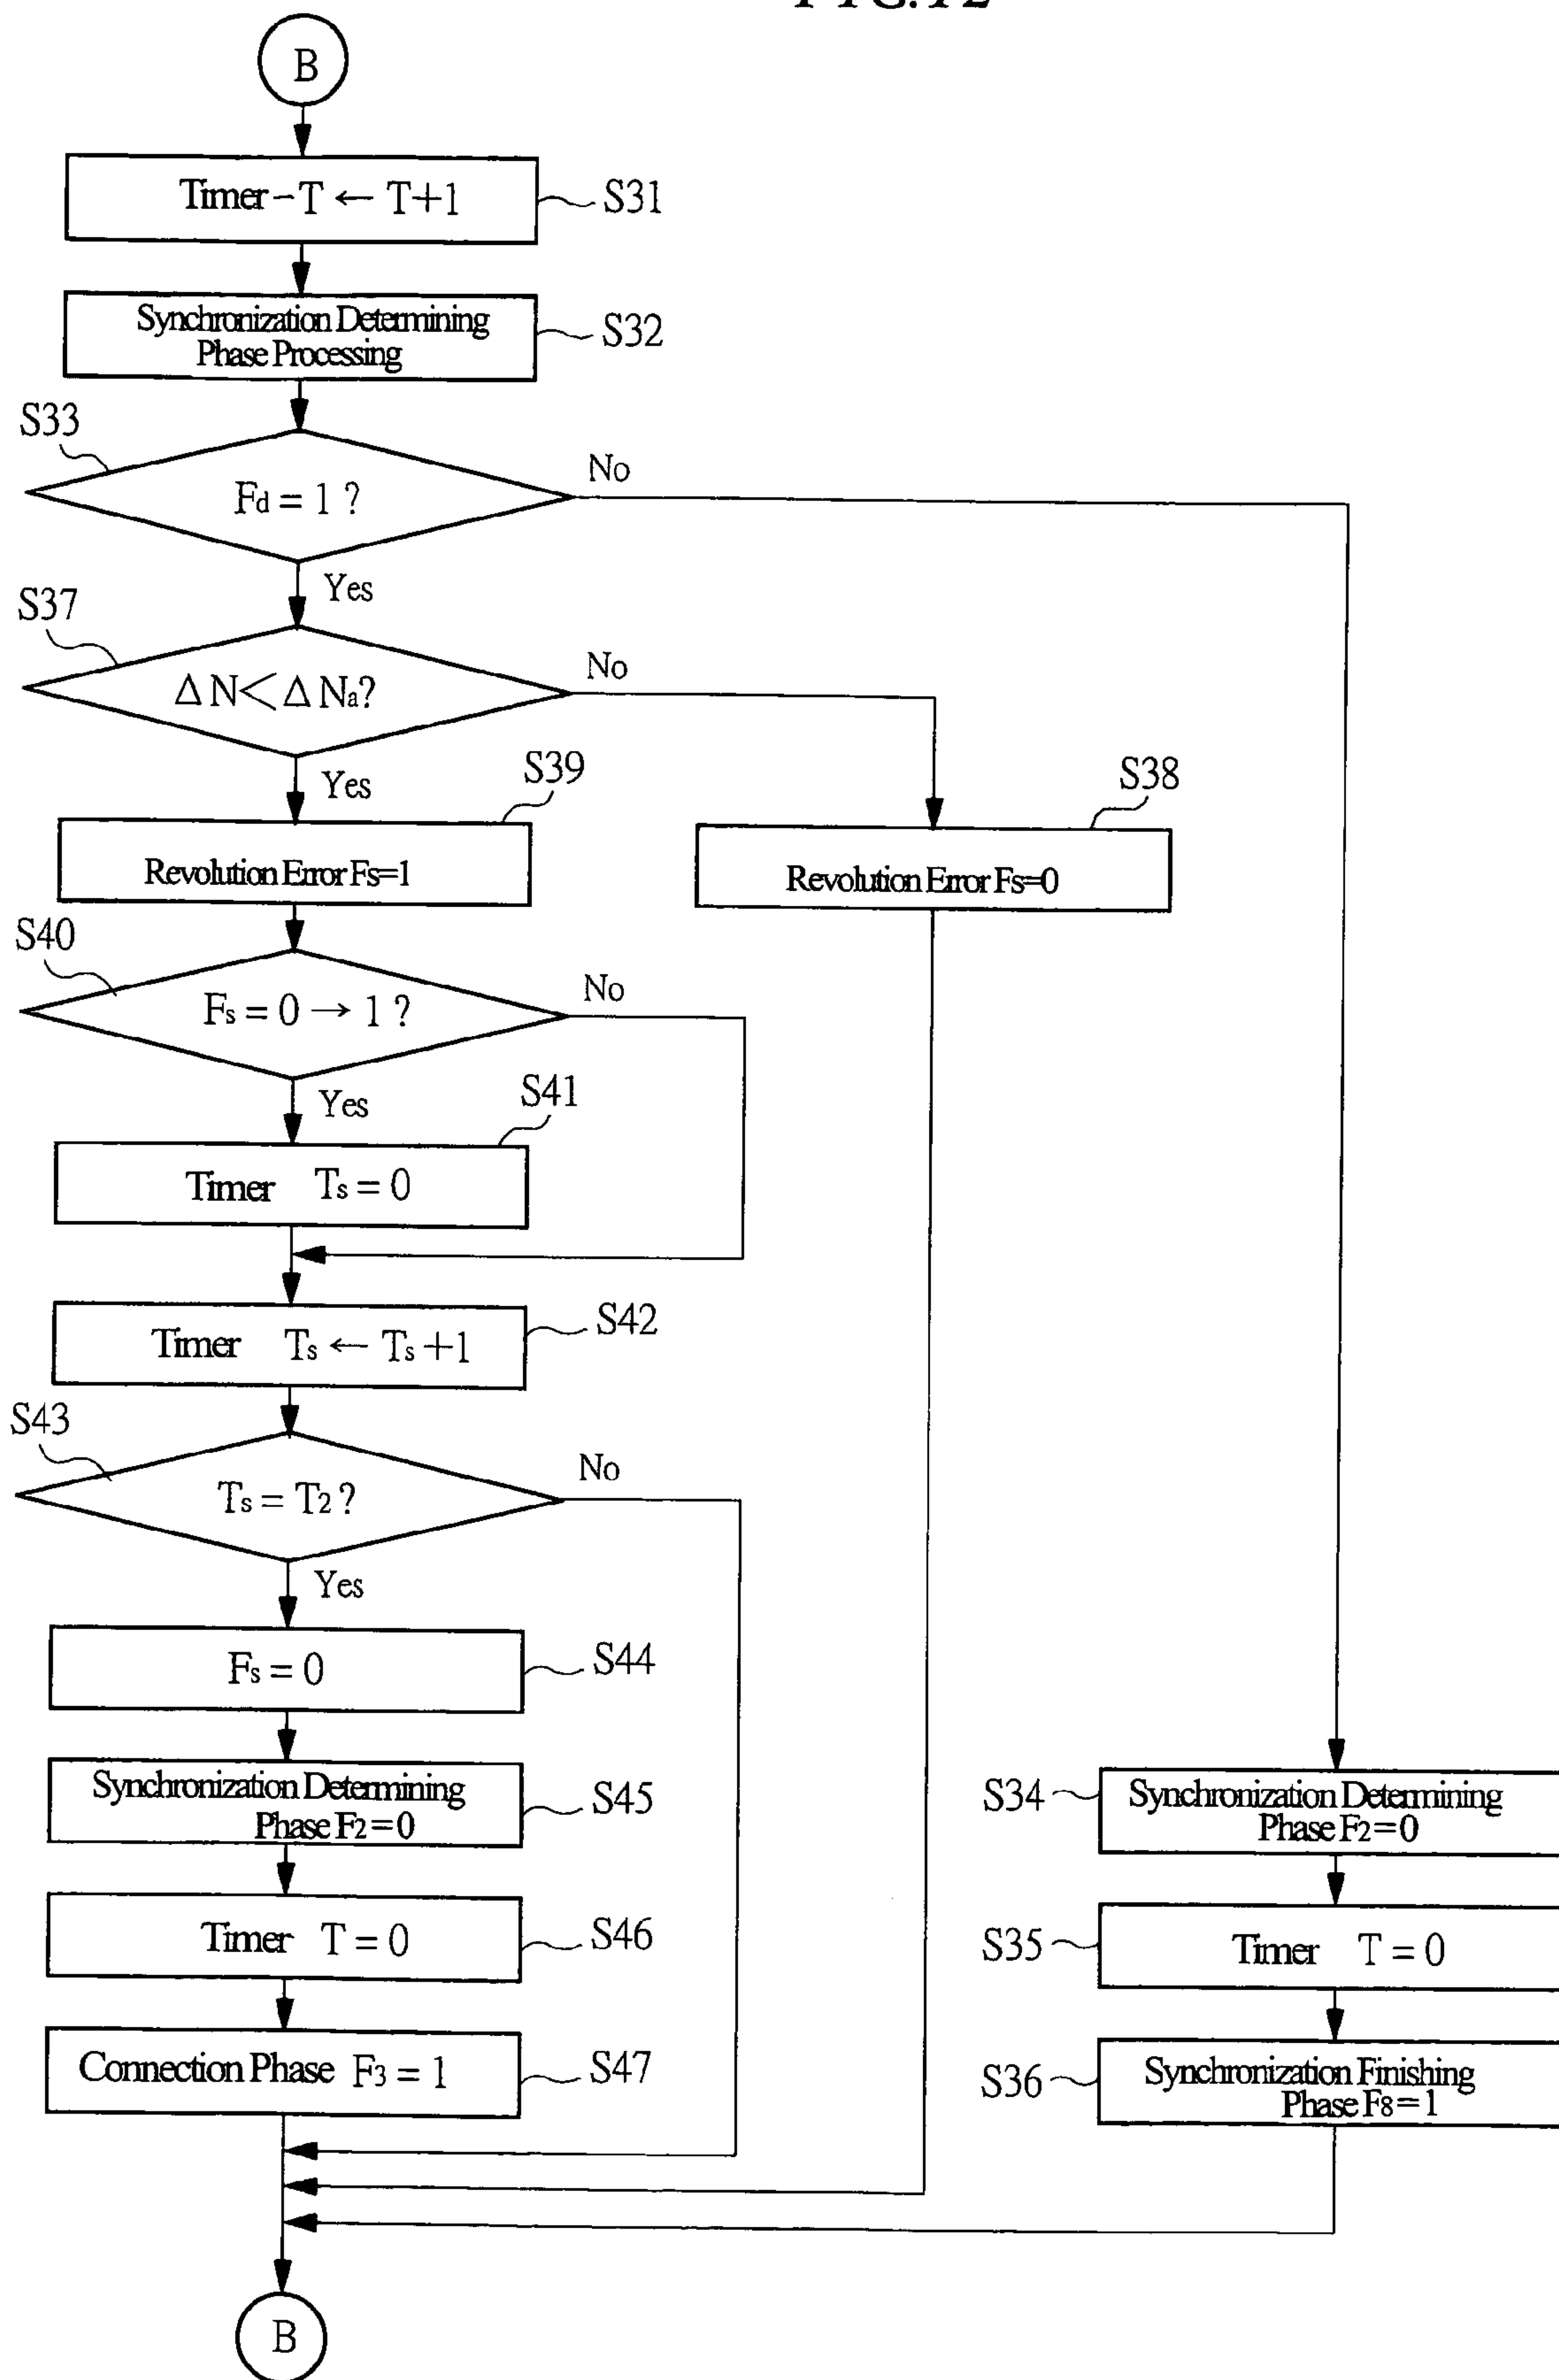 FIG.12
B
Timer-T ← T+1
S31
Synchronization Determining
Phase Processing
S32
S33
Fd = 1 ?
No
Yes
S37
ΔN < ΔNa?
No
Yes
S39
Revolution Error Fs=1
S38
Revolution Error Fs=0
S40
Fs = 0 → 1 ?
No
Yes
S41
Timer Ts = 0
Timer Ts ← Ts +1
S42
S43
Ts = T2 ?
No
Yes
Fs = 0
S44
Synchronization Determining
Phase F2 = 0
S45
Timer T = 0
S46
Connection Phase F3 = 1
S47
S34
Synchronization Determining
Phase F2 = 0
S35
Timer T = 0
S36
Synchronization Finishing
Phase F8 = 1
B